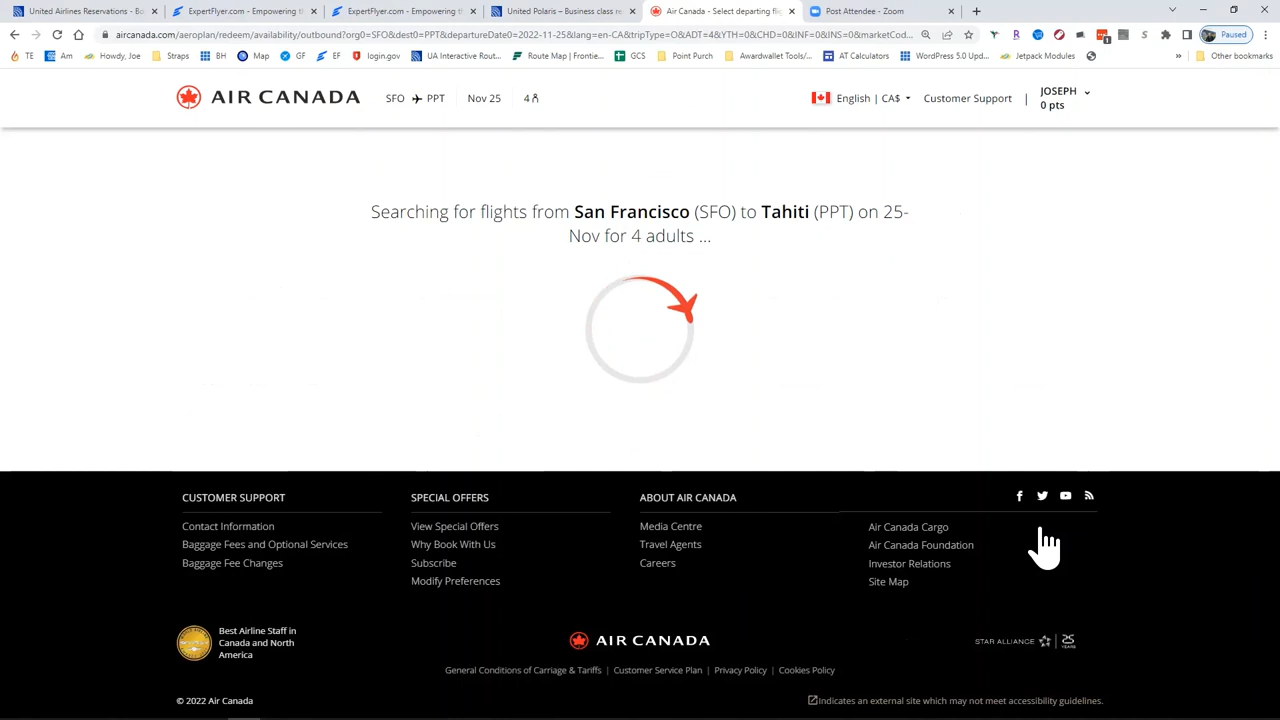 United Airlines Reservations - Bo
ExpertFlyer.com - Empowering th
ExpertFlyer.com - Empowering th
United Polaris – Business class re
Air Canada - Select departing flig
Post Attendee - Zoom
aircanada.com/aeroplan/redeem/availability/outbound?org0=SFO&dest0=PPT&departureDate0=2022-11-25&lang=en-CA&tripType=O&ADT=4&YTH=0&CHD=0&INF=0&INS=0&marketCod...
Paused
TE
Am
Howdy, Joe
Straps
BO
Map
GF
EF
login.gov
UA Interactive Rout...
Route Map | Frontie...
GCS
Point Purch
Awardwallet Tools/...
AT Calculators
WordPress 5.0 Upd...
Jetpack Modules
Other bookmarks
AIR CANADA
SFO PPT Nov 25 4
English | CA$
Customer Support
JOSEPH
0 pts
Searching for flights from San Francisco (SFO) to Tahiti (PPT) on 25-
Nov for 4 adults ...
CUSTOMER SUPPORT
Contact Information
Baggage Fees and Optional Services
Baggage Fee Changes
SPECIAL OFFERS
View Special Offers
Why Book With Us
Subscribe
Modify Preferences
ABOUT AIR CANADA
Media Centre
Travel Agents
Careers
Air Canada Cargo
Air Canada Foundation
Investor Relations
Site Map
Best Airline Staff in
Canada and North
America
AIR CANADA
STAR ALLIANCE
25
YEARS
General Conditions of Carriage & Tariffs | Customer Service Plan | Privacy Policy | Cookies Policy
© 2022 Air Canada
Indicates an external site which may not meet accessibility guidelines.